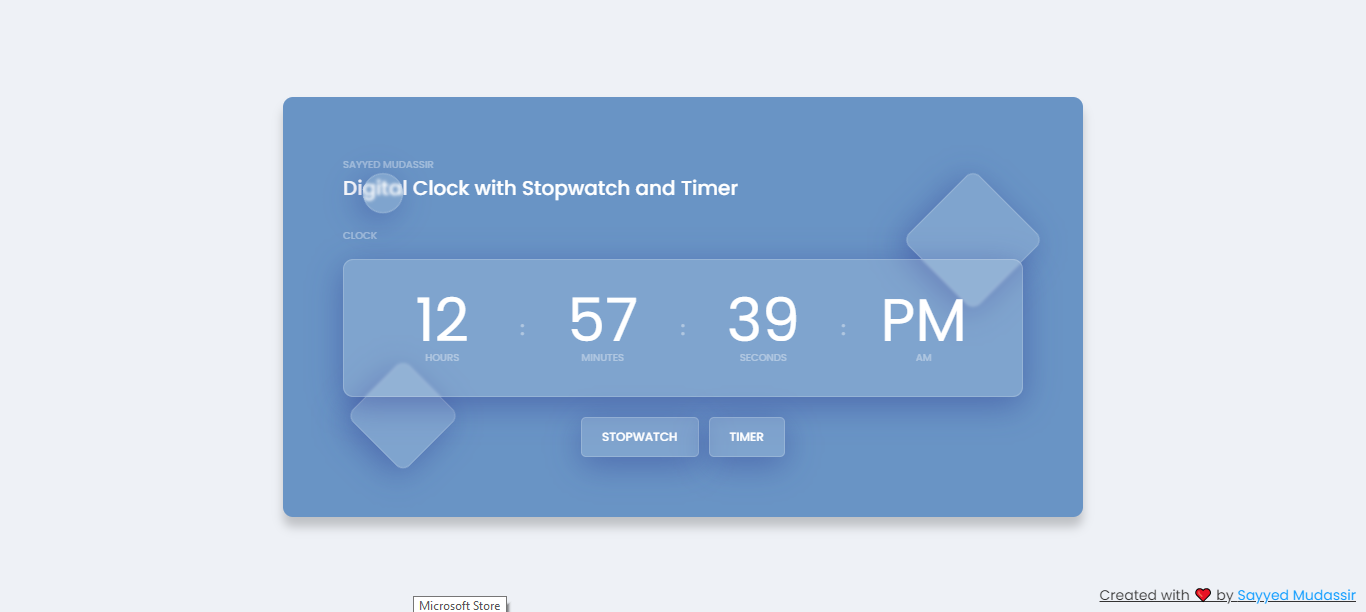 SAYYED MUDASSIR
Digital Clock with Stopwatch and Timer
CLOCK
12 : 57 : 39 : PM
HOURS MINUTES SECONDS AM
STOPWATCH TIMER
Created with ❤️ by Sayyed Mudassir
Microsoft Store